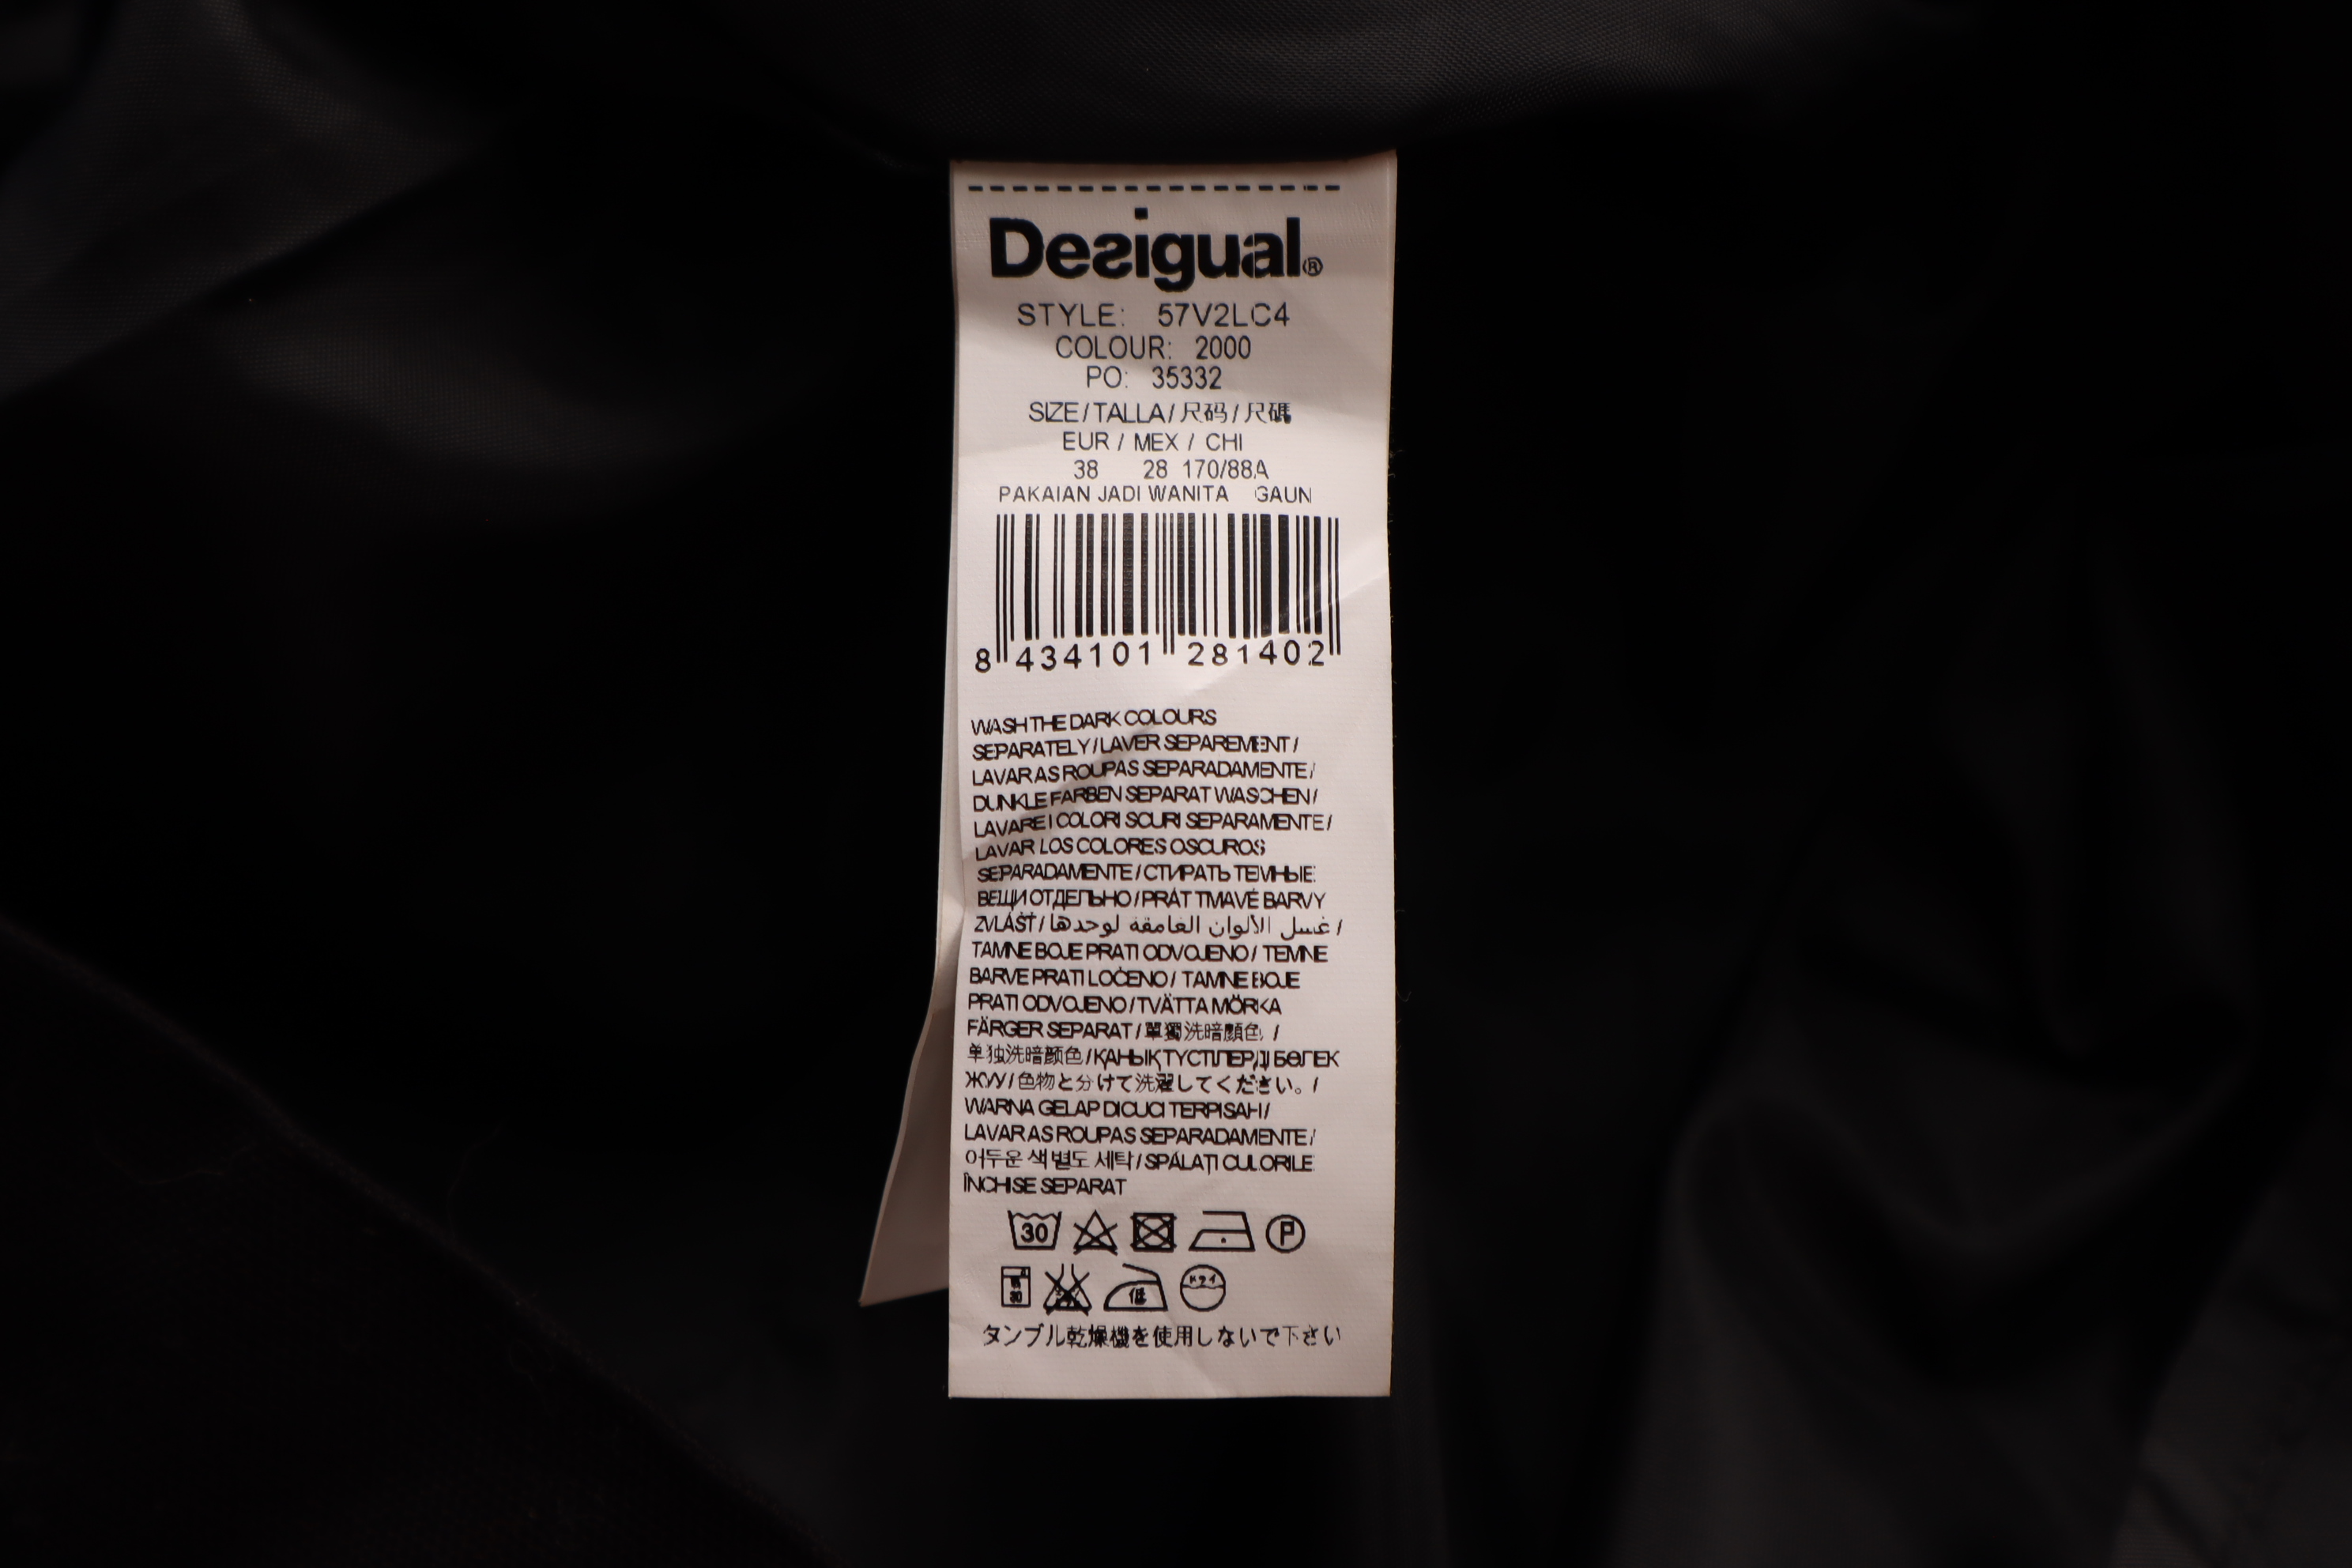 Desigual®
STYLE: 57V2LC4
COLOUR: 2000
PO: 35332
SIZE / TALLA / 尺码 / 尺碼
EUR / MEX / CHI
38 28 170/88A
PAKAIAN JADI WANITA GAUN
8 434101 281402
WASH THE DARK COLOURS
SEPARATELY / LAVER SEPAREMENT /
LAVAR AS ROUPAS SEPARADAMENTE /
DUNKLE FARBEN SEPARAT WASCHEN /
LAVARE I COLORI SCURI SEPARAMENTE /
LAVAR LOS COLORES OSCUROS
SEPARADAMENTE / СТИРАТЬ ТЕМНЫЕ
ВЕЩИ ОТДЕЛЬНО / PRÁT TMAVÉ BARVY
ZVLÁŠŤ / غسل الألوان الغامقة لوحدها /
TAMNE BOJE PRATI ODVOJENO / TEMNE
BARVE PRATI LOČENO / TAMNE BOJE
PRATI ODVOJENO / TVÄTTA MÖRKA
FÄRGER SEPARAT / 單獨洗暗顏色 /
单独洗暗颜色 / ҚАНЫҚ ТҮСТІЛЕРДІ БӨЛЕК
ЖУУ / 色物と分けて洗濯してください。 /
WARNA GELAP DICUCI TERPISAH /
LAVAR AS ROUPAS SEPARADAMENTE /
어두운 색 별도 세탁 / SPĂLAȚI CULORILE
ÎNCHISE SEPARAT
30 P
30 低 ドライ
タンブル乾燥機を使用しないで下さい